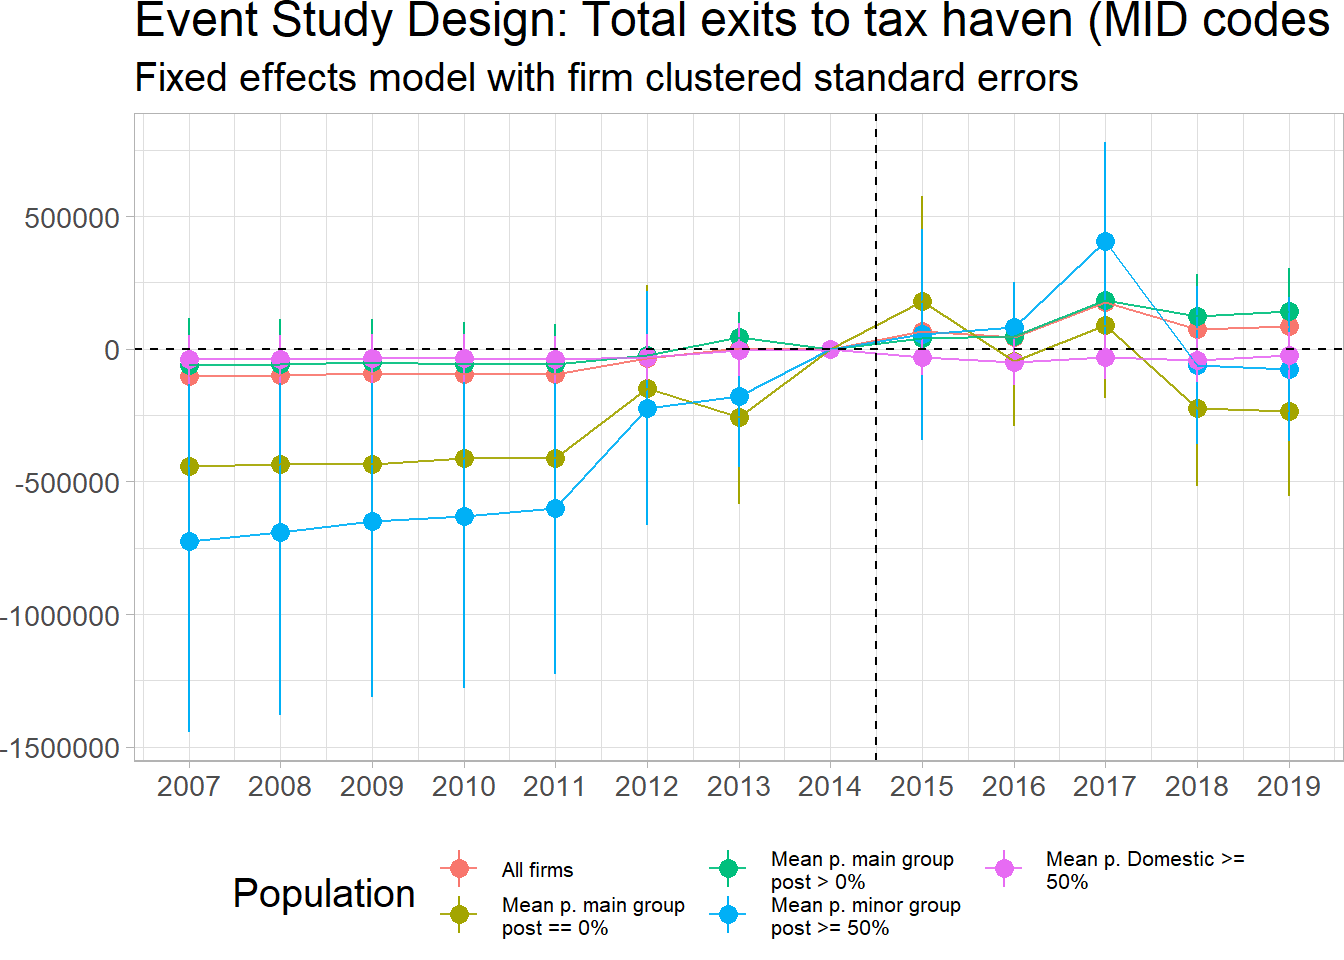 Event Study Design: Total exits to tax haven (MID codes
Fixed effects model with firm clustered standard errors
500000
0
-500000
-1000000
-1500000
2007 2008 2009 2010 2011 2012 2013 2014 2015 2016 2017 2018 2019
Population
All firms
Mean p. main group
post == 0%
Mean p. main group
post > 0%
Mean p. minor group
post >= 50%
Mean p. Domestic >=
50%